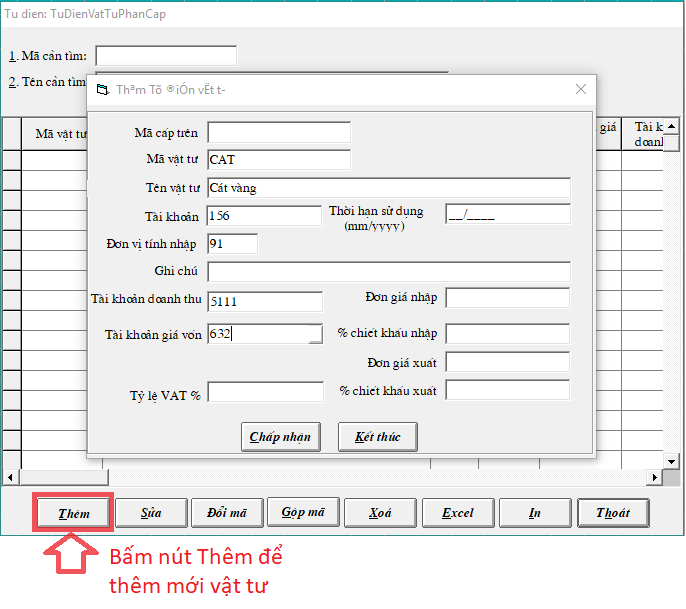 Tu dien: TuDienVatTuPhanCap
1. Mã cần tìm:
2. Tên cần tìm
Thªm Tõ ®iÓn vËt t-
Mã vật tư
giá
Tài k
doanh
Mã cấp trên
Mã vật tư CAT
Tên vật tư Cát vàng
Tài khoản 156 Thời hạn sử dụng __/____
(mm/yyyy)
Đơn vị tính nhập 91
Ghi chú
Tài khoản doanh thu 5111 Đơn giá nhập
Tài khoản giá vốn 632 % chiết khấu nhập
Đơn giá xuất
Tỷ lệ VAT % % chiết khấu xuất
Chấp nhận Kết thúc
Thêm Sửa Đổi mã Gộp mã Xoá Excel In Thoát
Bấm nút Thêm để
thêm mới vật tư